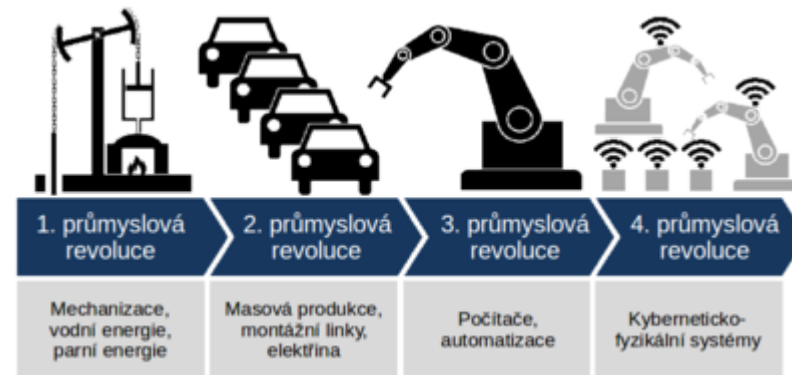 1. průmyslová
revoluce
2. průmyslová
revoluce
3. průmyslová
revoluce
4. průmyslová
revoluce
Mechanizace,
vodní energie,
parní energie
Masová produkce,
montážní linky,
elektřina
Počítače,
automatizace
Kyberneticko-
fyzikální systémy